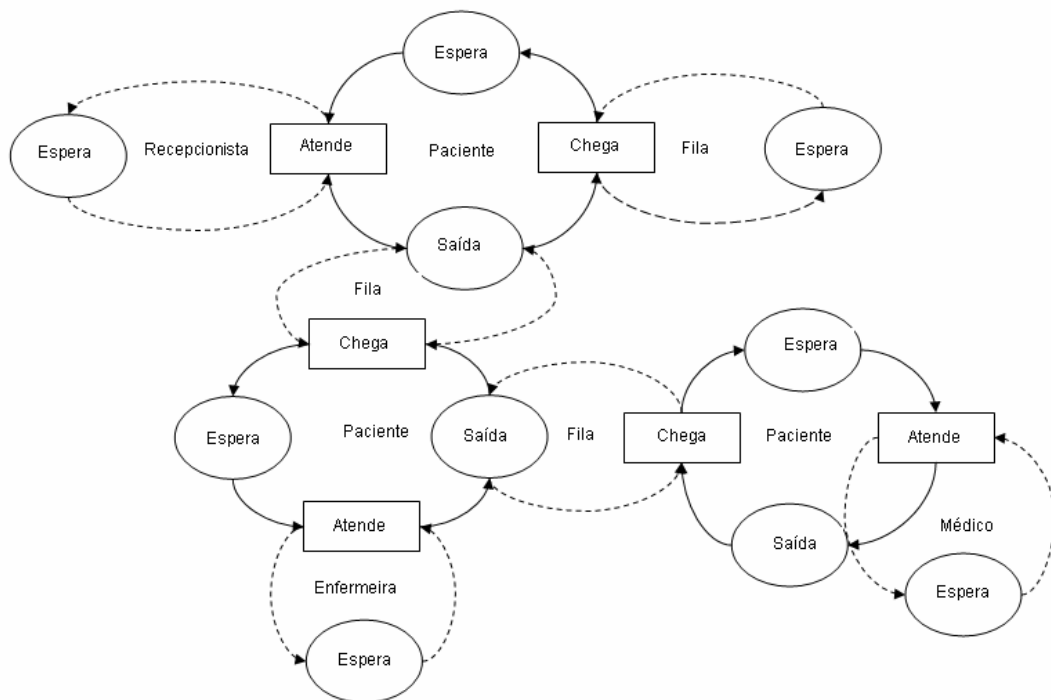 Espera
Espera
Recepcionista
Atende
Paciente
Chega
Fila
Espera
Saída
Fila
Chega
Espera
Espera
Paciente
Saída
Fila
Chega
Paciente
Atende
Atende
Saída
Médico
Enfermeira
Espera
Espera